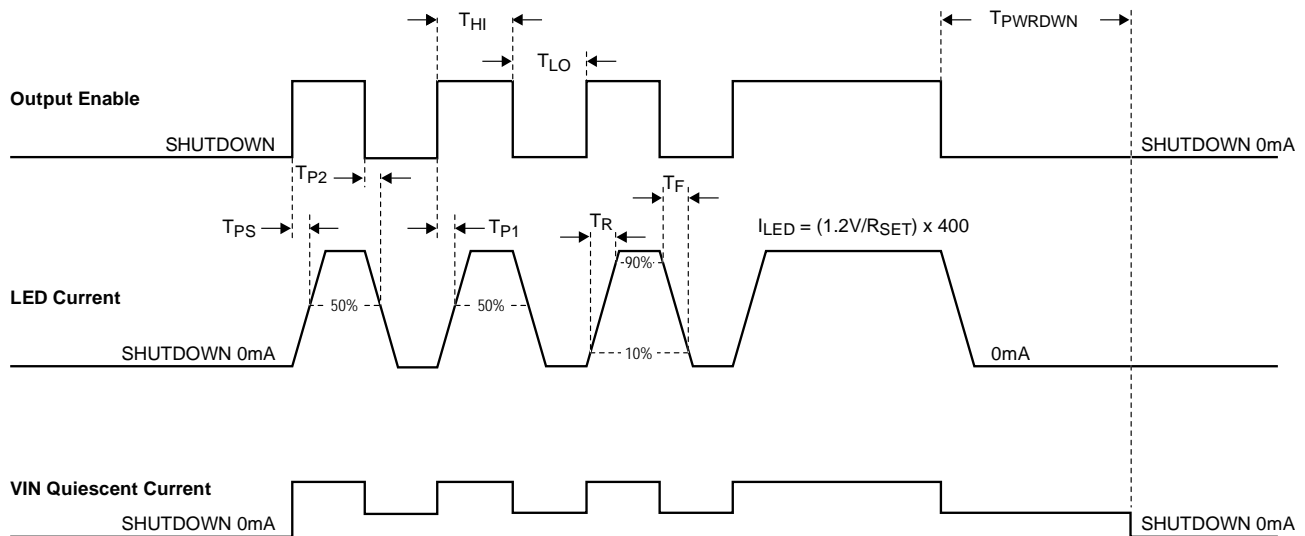 THI
TPWRDWN
TLO
Output Enable
SHUTDOWN
SHUTDOWN 0mA
TP2
TF
TPS
TP1
TR
ILED = (1.2V/RSET) x 400
90%
LED Current
50%
50%
10%
SHUTDOWN 0mA
0mA
VIN Quiescent Current
SHUTDOWN 0mA
SHUTDOWN 0mA